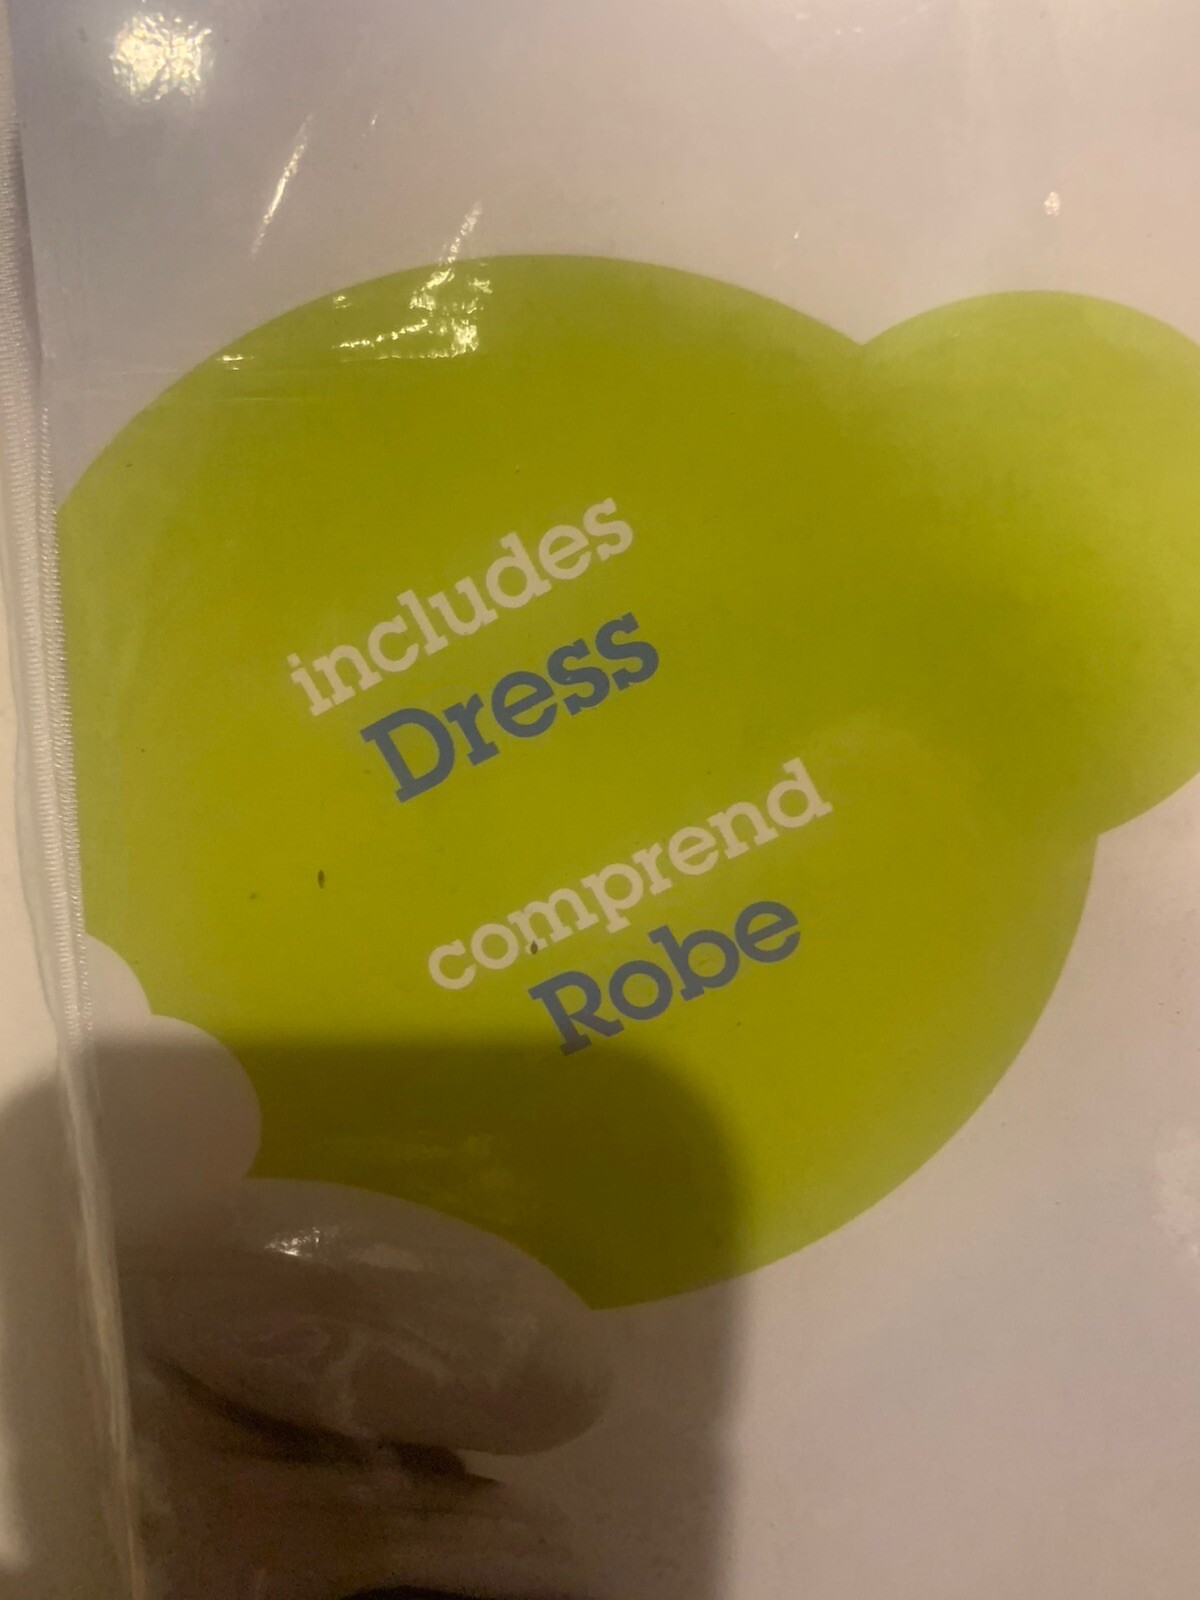 includes
Dress
comprend
Robe